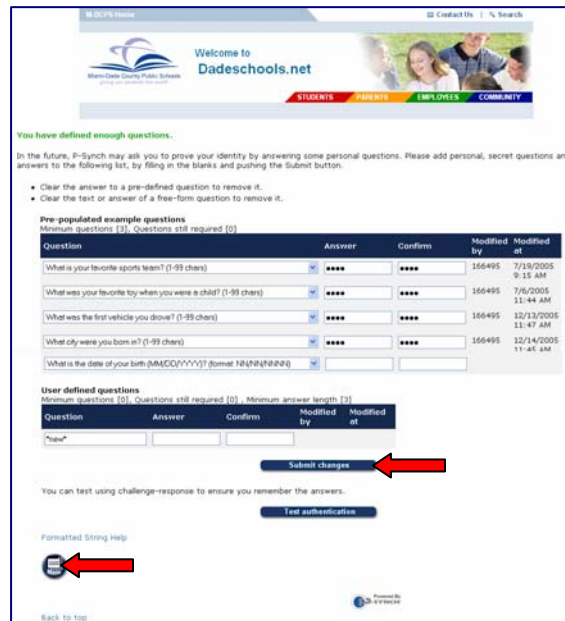 M-DCPS Home
Contact Us | Search
Miami-Dade County Public Schools
giving our students the world
Welcome to
Dadeschools.net
STUDENTS PARENTS EMPLOYEES COMMUNITY
You have defined enough questions.
In the future, P-Synch may ask you to prove your identity by answering some personal questions. Please add personal, secret questions an
answers to the following list, by filling in the blanks and pushing the Submit button.
• Clear the answer to a pre-defined question to remove it.
• Clear the text or answer of a free-form question to remove it.
Pre-populated example questions
Minimum questions [3], Questions still required [0]
Question Answer Confirm Modified by Modified at
What is your favorite sports team? (1-99 chars) •••• •••• 166495 7/19/2005 9:15 AM
What was your favorite toy when you were a child? (1-99 chars) •••• •••• 166495 7/6/2005 11:44 AM
What was the first vehicle you drove? (1-99 chars) •••• •••• 166495 12/13/2005 11:47 AM
What city were you born in? (1-99 chars) •••• •••• 166495 12/14/2005 11:45 AM
What is the date of your birth (MM/DD/YYYY)? (format: NN/NN/NNNN)
User defined questions
Minimum questions [0], Questions still required [0] , Minimum answer length [3]
Question Answer Confirm Modified by Modified at
*new*
Submit changes
You can test using challenge-response to ensure you remember the answers.
Test authentication
Formatted String Help
Powered By
P-SYNCH
Back to top